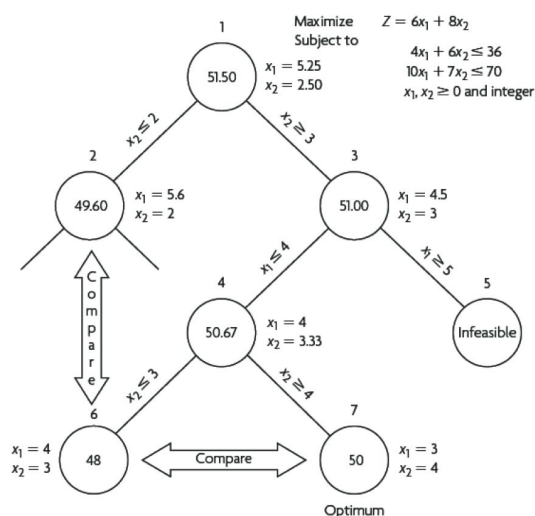 Maximize Z = 6x₁ + 8x₂
Subject to
4x₁ + 6x₂ ≤ 36
10x₁ + 7x₂ ≤ 70
x₁, x₂ ≥ 0 and integer
1
51.50
x₁ = 5.25
x₂ = 2.50
x₂ ≤ 2
x₂ ≥ 3
2
49.60
x₁ = 5.6
x₂ = 2
3
51.00
x₁ = 4.5
x₂ = 3
x₁ ≤ 4
x₁ ≥ 5
Compare
4
50.67
x₁ = 4
x₂ = 3.33
5
Infeasible
x₂ ≤ 3
x₂ ≥ 4
6
x₁ = 4
x₂ = 3
48
Compare
7
50
x₁ = 3
x₂ = 4
Optimum